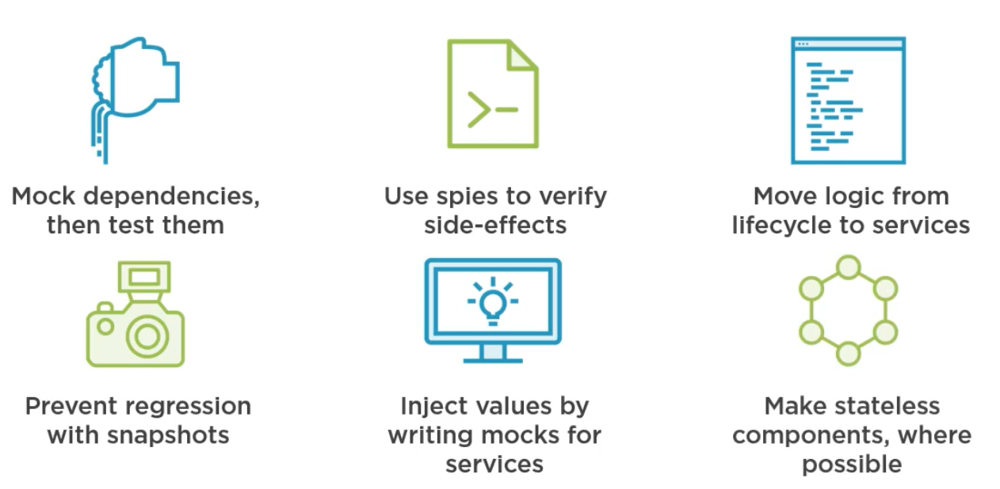 Mock dependencies,
then test them
Use spies to verify
side-effects
Move logic from
lifecycle to services
Prevent regression
with snapshots
Inject values by
writing mocks for
services
Make stateless
components, where
possible